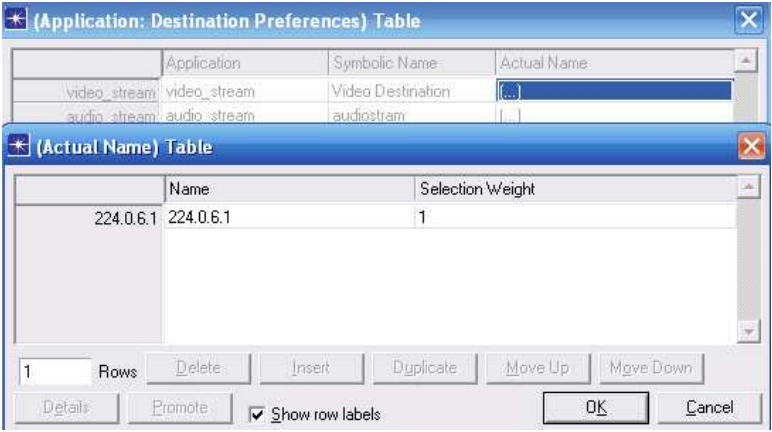 (Application: Destination Preferences) Table
Application Symbolic Name Actual Name
video_stream video_stream Video Destination (...)
audio_stream audio_stream audiostram (...)
(Actual Name) Table
Name Selection Weight
224.0.6.1 224.0.6.1 1
1 Rows Delete Insert Duplicate Move Up Move Down
Details Promote Show row labels OK Cancel